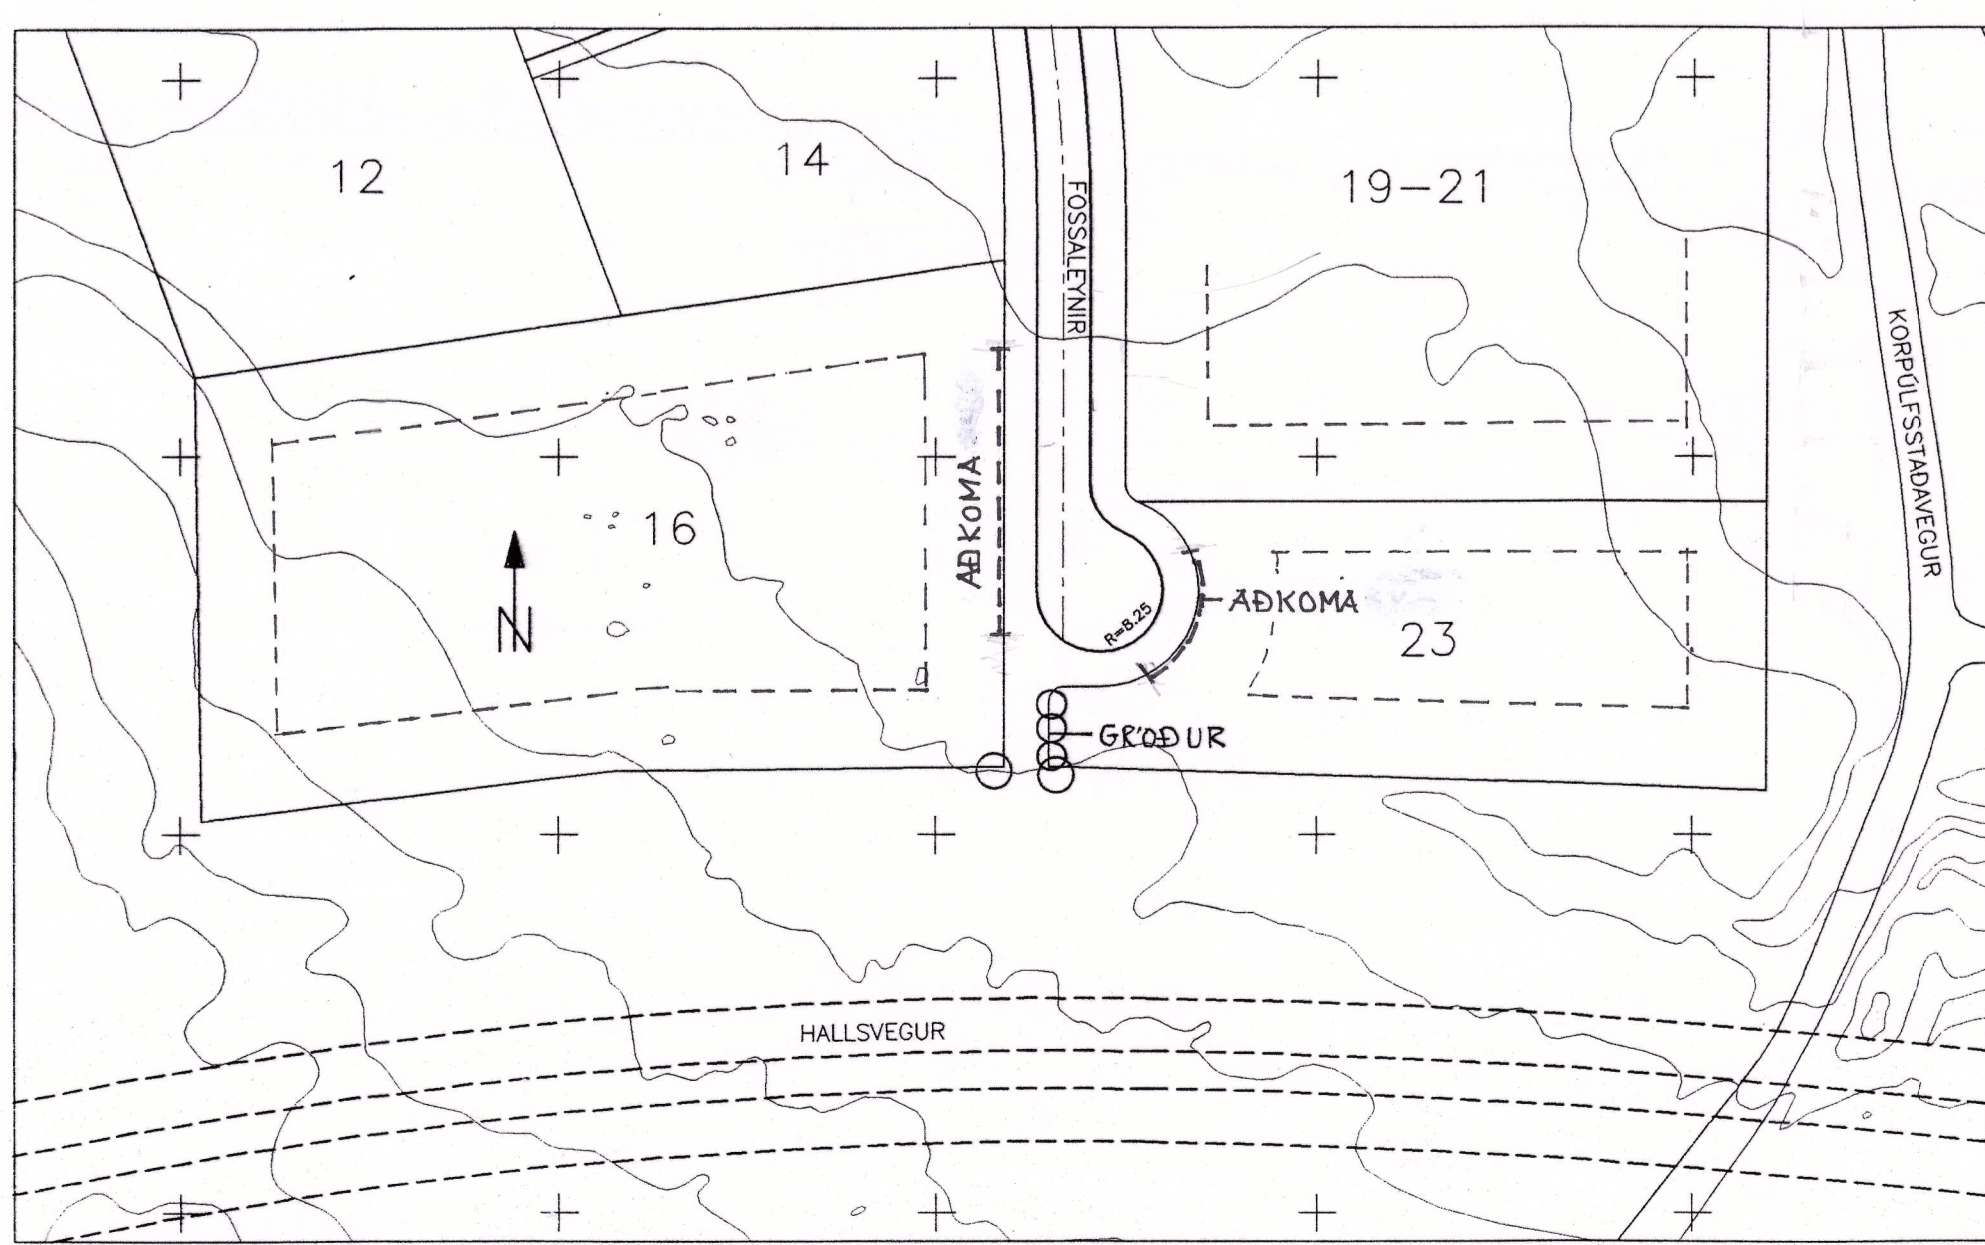 12
14
19-21
FOSSALEYNIR
KORPÚLFSSTAÐAVEGUR
AÐKOMA
16
N
R=8.25
AÐKOMA
23
GRÓÐUR
HALLSVEGUR